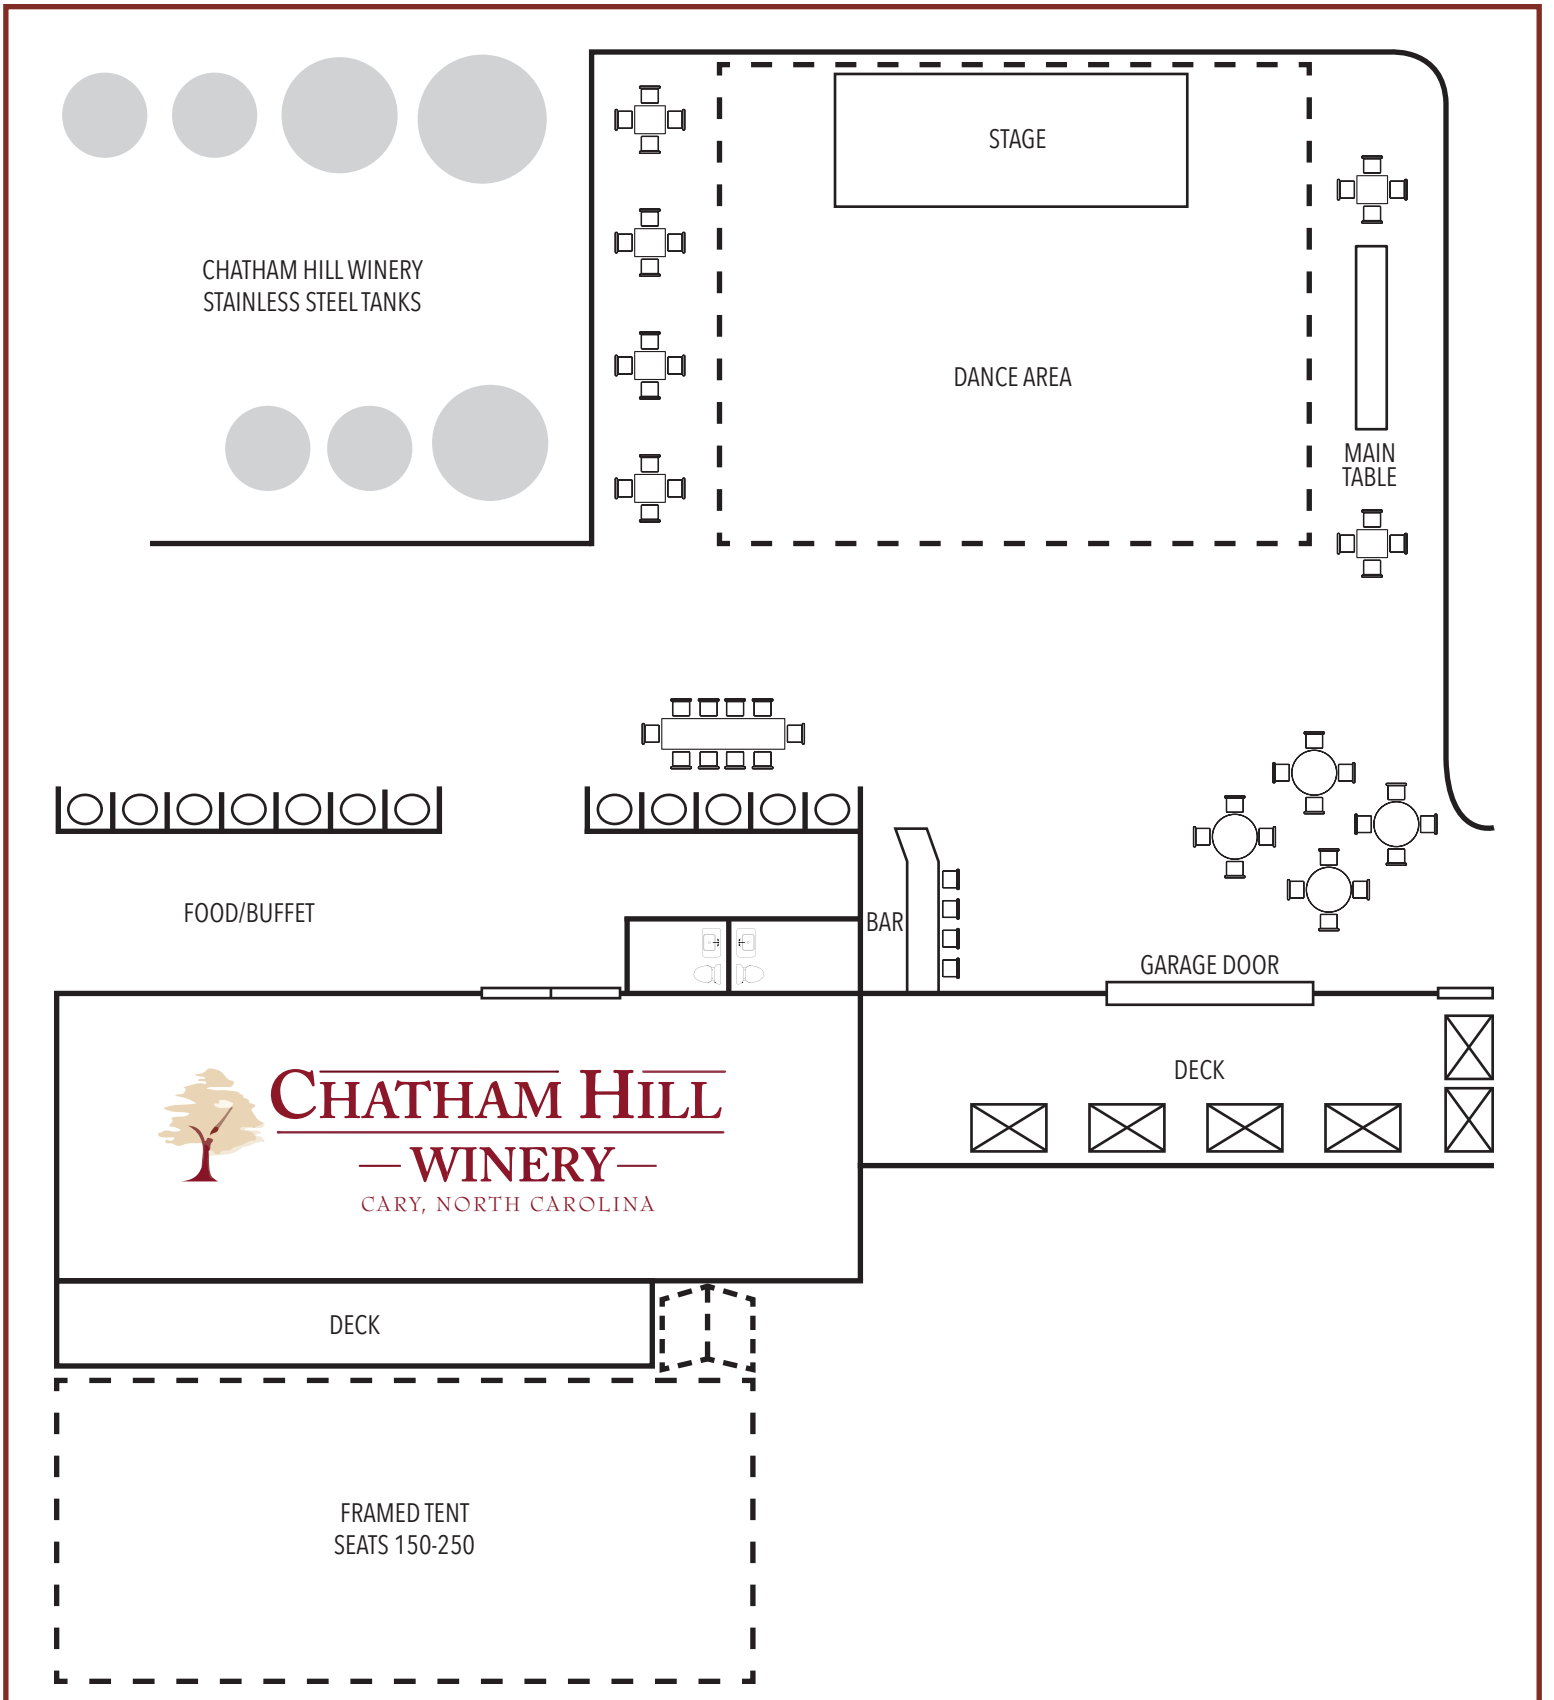 STAGE
CHATHAM HILL WINERY
STAINLESS STEEL TANKS
DANCE AREA
MAIN
TABLE
FOOD/BUFFET
BAR
GARAGE DOOR
DECK
CHATHAM HILL
WINERY
CARY, NORTH CAROLINA
DECK
FRAMED TENT
SEATS 150-250